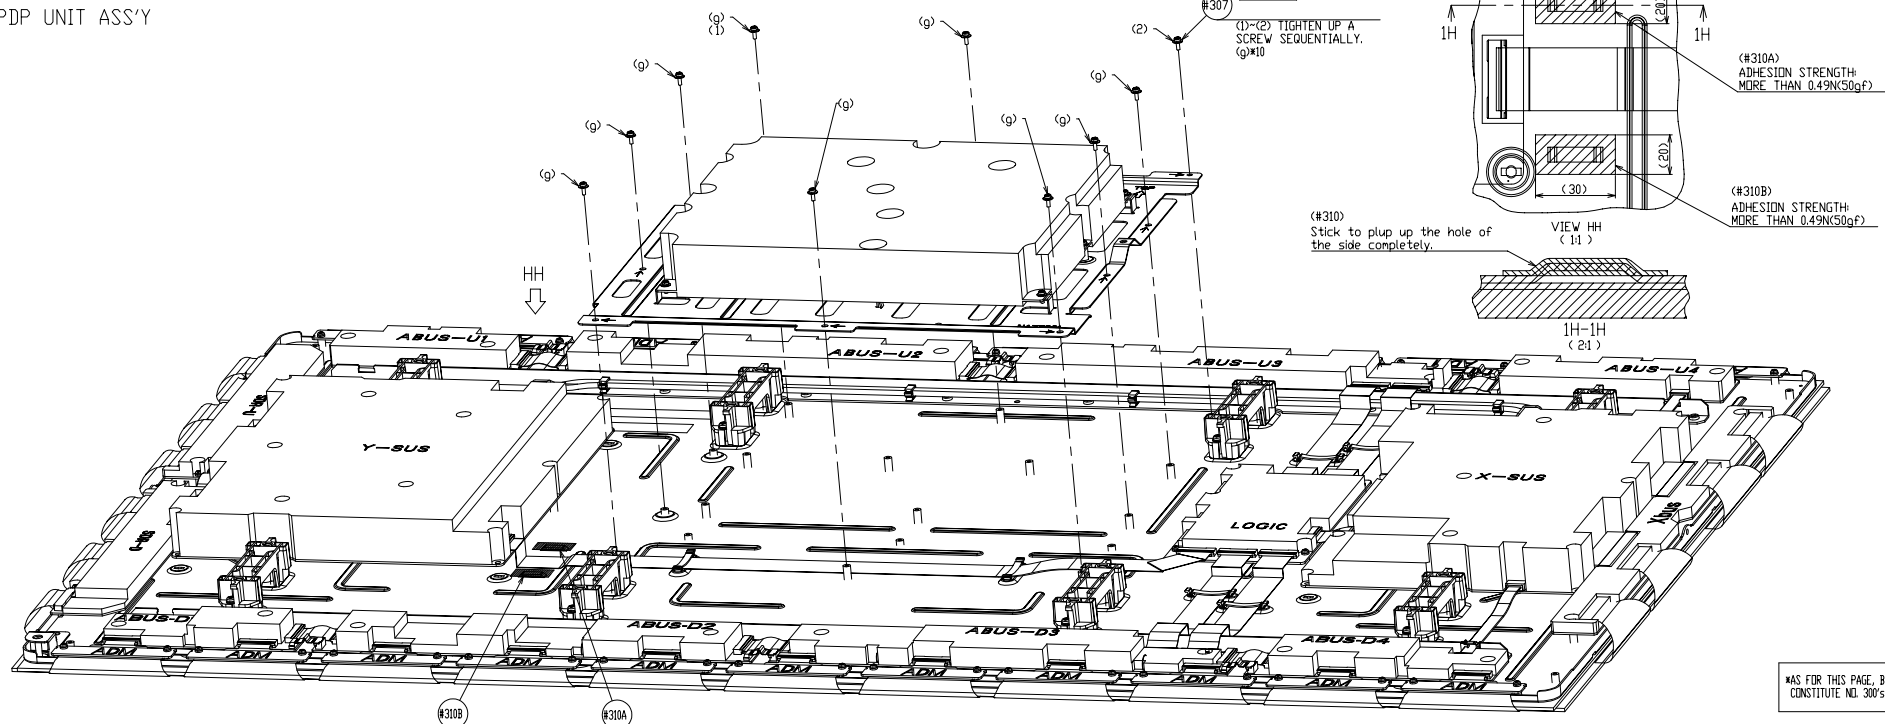 PDP UNIT ASS'Y
#307
(1)~(2) TIGHTEN UP A
SCREW SEQUENTIALLY.
(g)*10
(g)
(1)
(g)
(2)
(g)
(g)
(g)
(g)
(g)
(g)
(g)
(g)
1H
1H
(20)
(#310A)
ADHESION STRENGTH:
MORE THAN 0.49N(50gf)
(20)
(30)
(#310B)
ADHESION STRENGTH:
MORE THAN 0.49N(50gf)
VIEW HH
( 1:1 )
(#310)
Stick to plup up the hole of
the side completely.
1H-1H
( 2:1 )
HH
ABUS-U1
ABUS-U2
ABUS-U3
ABUS-U4
Y-SUS
X-SUS
LOGIC
Xbus
ABUS-D
ABUS-D2
ABUS-D3
ABUS-D4
ADM
ADM
ADM
ADM
ADM
ADM
ADM
ADM
ADM
ADM
#310B
#310A
*AS FOR THIS PAGE, B
CONSTITUTE NO. 300's